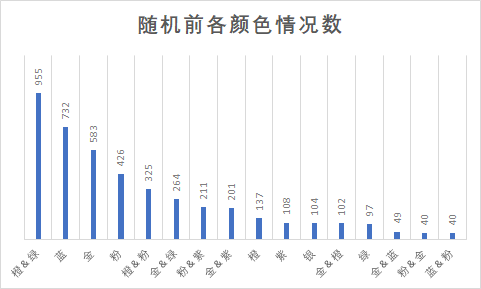 随机前各颜色情况数
955
732
583
426
325
264
211
201
137
108
104
102
97
49
40
40
橙&绿
蓝
金
粉
橙&粉
金&绿
粉&紫
金&紫
橙
紫
银
金&橙
绿
金&蓝
粉&金
蓝&粉